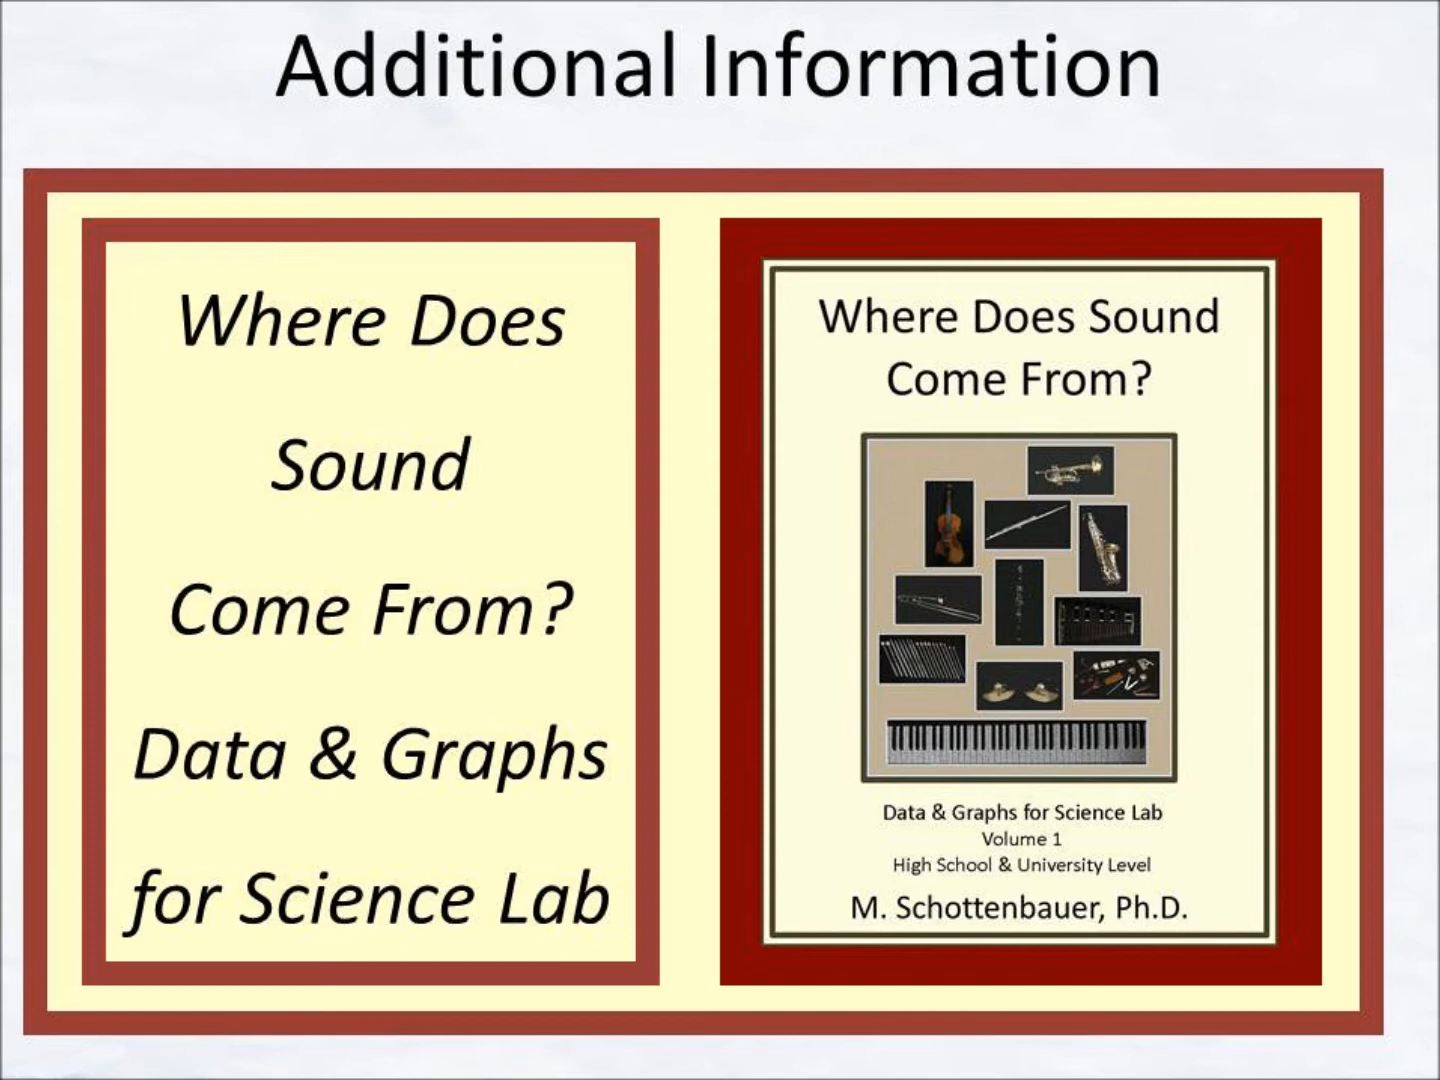 Additional Information
Where Does
Sound
Come From?
Data & Graphs
for Science Lab
Where Does Sound
Come From?
Data & Graphs for Science Lab
Volume 1
High School & University Level
M. Schottenbauer, Ph.D.